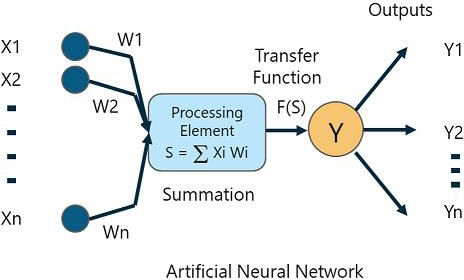 Outputs
X1
W1
Y1
X2
W2
Transfer
Function
F(S)
Processing
Element
S = ∑ Xi Wi
Y
Y2
Summation
Xn
Wn
Yn
Artificial Neural Network